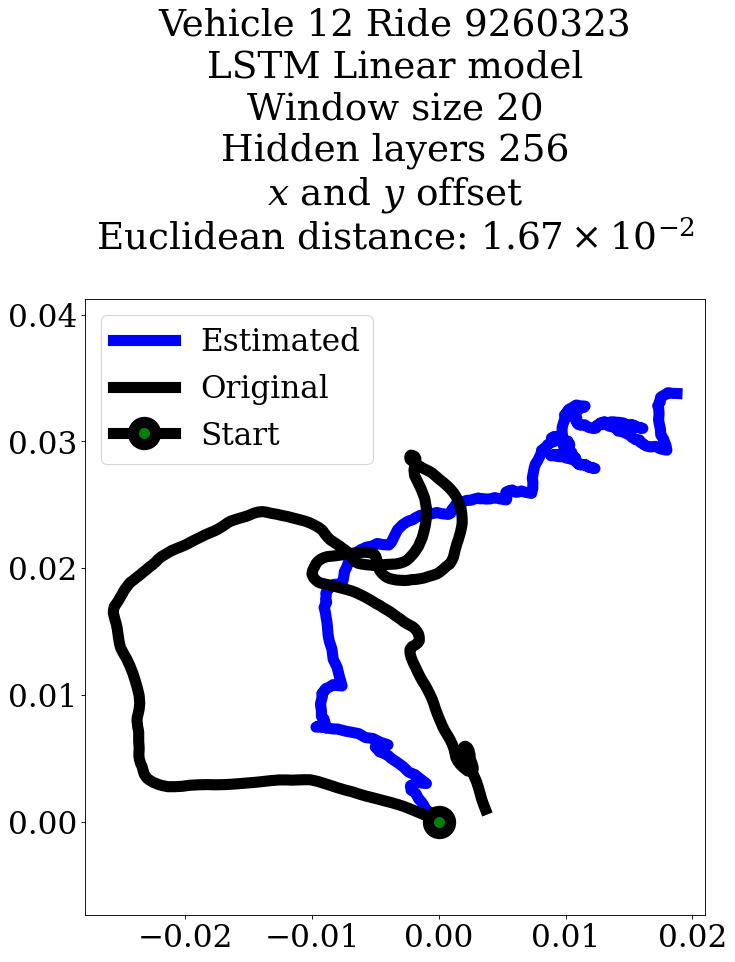 Vehicle 12 Ride 9260323
LSTM Linear model
Window size 20
Hidden layers 256
x and y offset
Euclidean distance: 1.67 × 10⁻²
0.04
0.03
0.02
0.01
0.00
Estimated
Original
Start
−0.02 −0.01 0.00 0.01 0.02